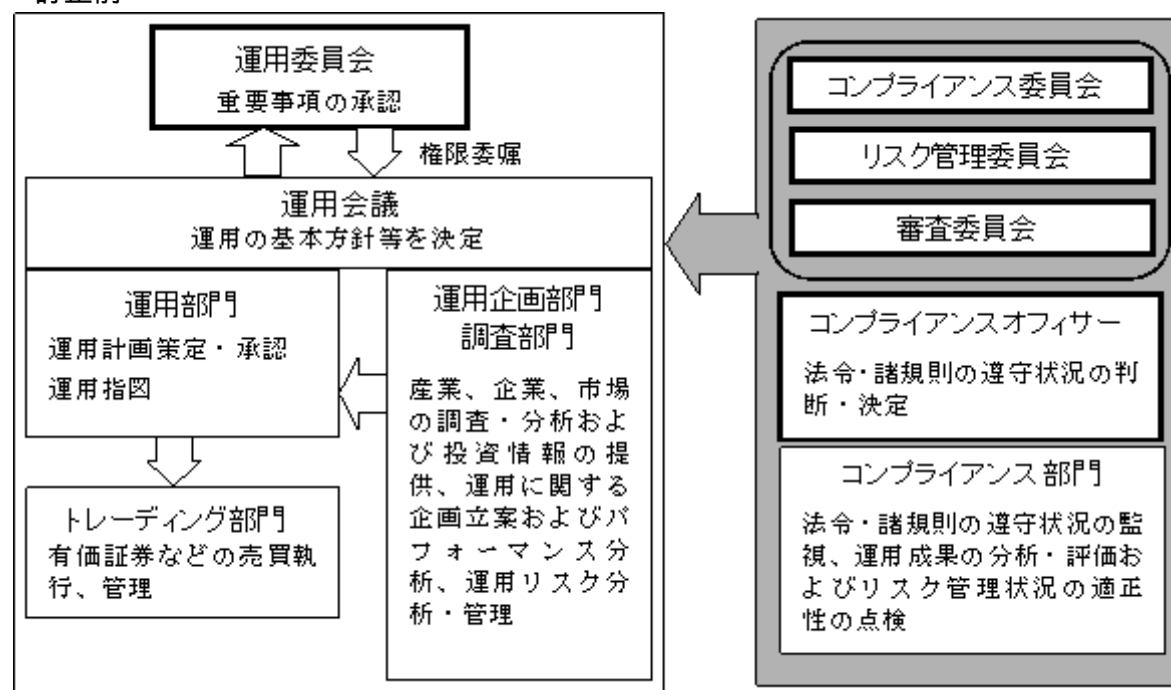 運用委員会
重要事項の承認
権限委嘱
運用会議
運用の基本方針等を決定
運用部門
運用計画策定・承認
運用指図
トレーディング部門
有価証券などの売買執
行、管理
運用企画部門
調査部門
産業、企業、市場
の調査・分析およ
び投資情報の提
供、運用に関する
企画立案およびパ
フォーマンス分
析、運用リスク分
析・管理
コンプライアンス委員会
リスク管理委員会
審査委員会
コンプライアンスオフィサー
法令・諸規則の遵守状況の判
断・決定
コンプライアンス部門
法令・諸規則の遵守状況の監
視、運用成果の分析・評価お
よびリスク管理状況の適正
性の点検